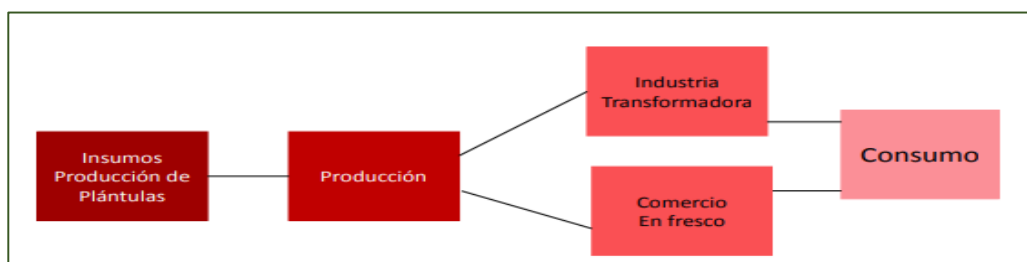 Insumos
Producción de
Plántulas
Producción
Industria
Transformadora
Comercio
En fresco
Consumo